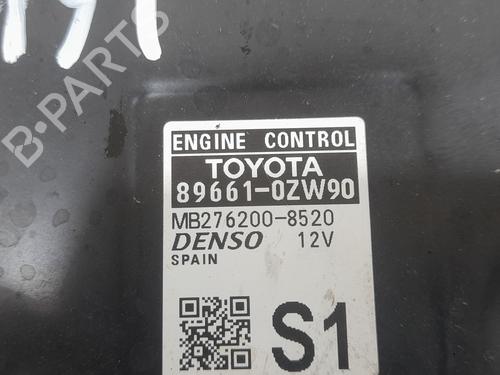 ENGINE CONTROL
TOYOTA
89661-0ZW90
MB276200-8520
DENSO 12V
SPAIN
S1
B-PARTS